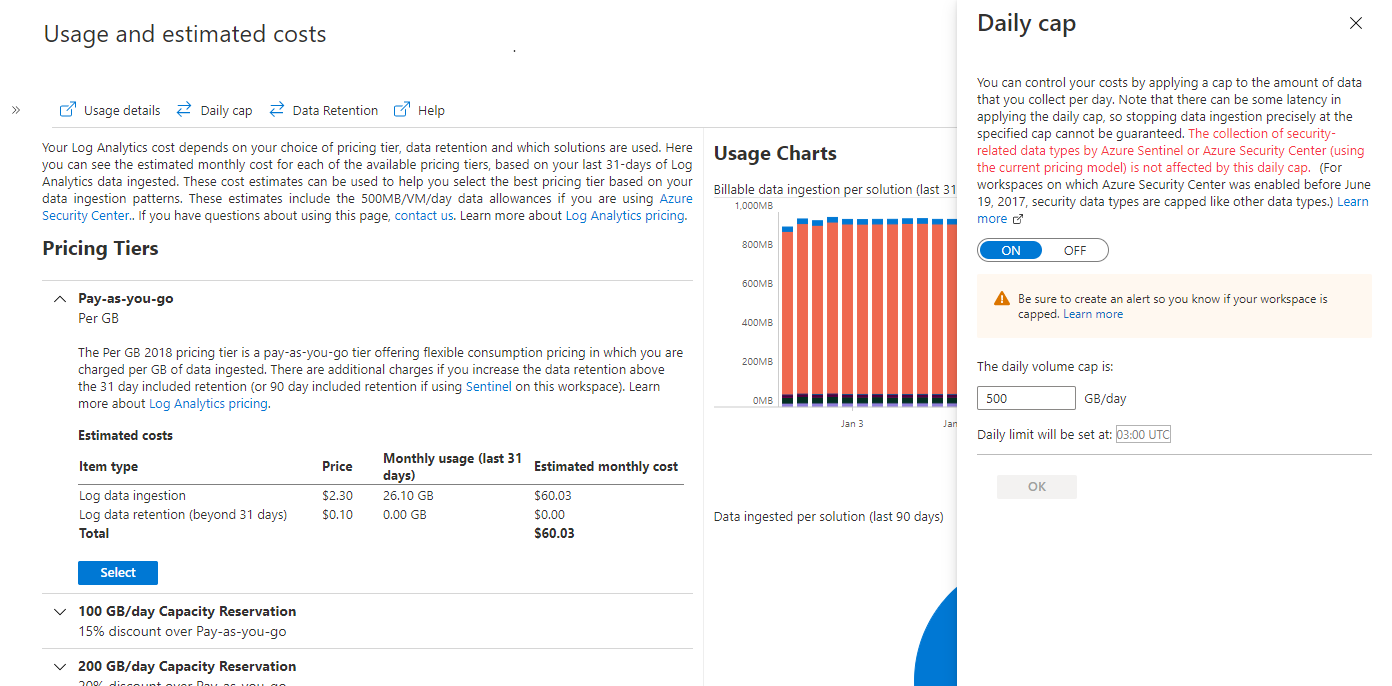 Usage and estimated costs
Usage details
Daily cap
Data Retention
Help
Your Log Analytics cost depends on your choice of pricing tier, data retention and which solutions are used. Here
you can see the estimated monthly cost for each of the available pricing tiers, based on your last 31-days of Log
Analytics data ingested. These cost estimates can be used to help you select the best pricing tier based on your
data ingestion patterns. These estimates include the 500MB/VM/day data allowances if you are using Azure
Security Center.. If you have questions about using this page, contact us. Learn more about Log Analytics pricing.
Pricing Tiers
Pay-as-you-go
Per GB
The Per GB 2018 pricing tier is a pay-as-you-go tier offering flexible consumption pricing in which you are
charged per GB of data ingested. There are additional charges if you increase the data retention above
the 31 day included retention (or 90 day included retention if using Sentinel on this workspace). Learn
more about Log Analytics pricing.
Estimated costs
Item type Price Monthly usage (last 31 days) Estimated monthly cost
Log data ingestion $2.30 26.10 GB $60.03
Log data retention (beyond 31 days) $0.10 0.00 GB $0.00
Total $60.03
Select
100 GB/day Capacity Reservation
15% discount over Pay-as-you-go
200 GB/day Capacity Reservation
20% discount over Pay-as-you-go
Usage Charts
Billable data ingestion per solution (last 31
1,000MB
800MB
600MB
400MB
200MB
0MB
Jan 3
Jan
Data ingested per solution (last 90 days)
Daily cap
You can control your costs by applying a cap to the amount of data
that you collect per day. Note that there can be some latency in
applying the daily cap, so stopping data ingestion precisely at the
specified cap cannot be guaranteed. The collection of security-
related data types by Azure Sentinel or Azure Security Center (using
the current pricing model) is not affected by this daily cap. (For
workspaces on which Azure Security Center was enabled before June
19, 2017, security data types are capped like other data types.) Learn
more
ON OFF
Be sure to create an alert so you know if your workspace is
capped. Learn more
The daily volume cap is:
500 GB/day
Daily limit will be set at: 03:00 UTC
OK